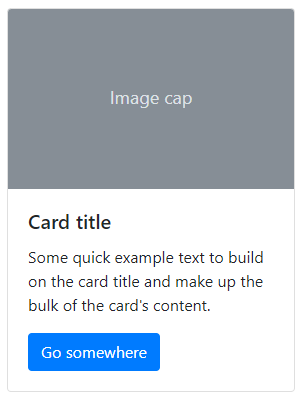 Image cap
Card title
Some quick example text to build
on the card title and make up the
bulk of the card's content.
Go somewhere